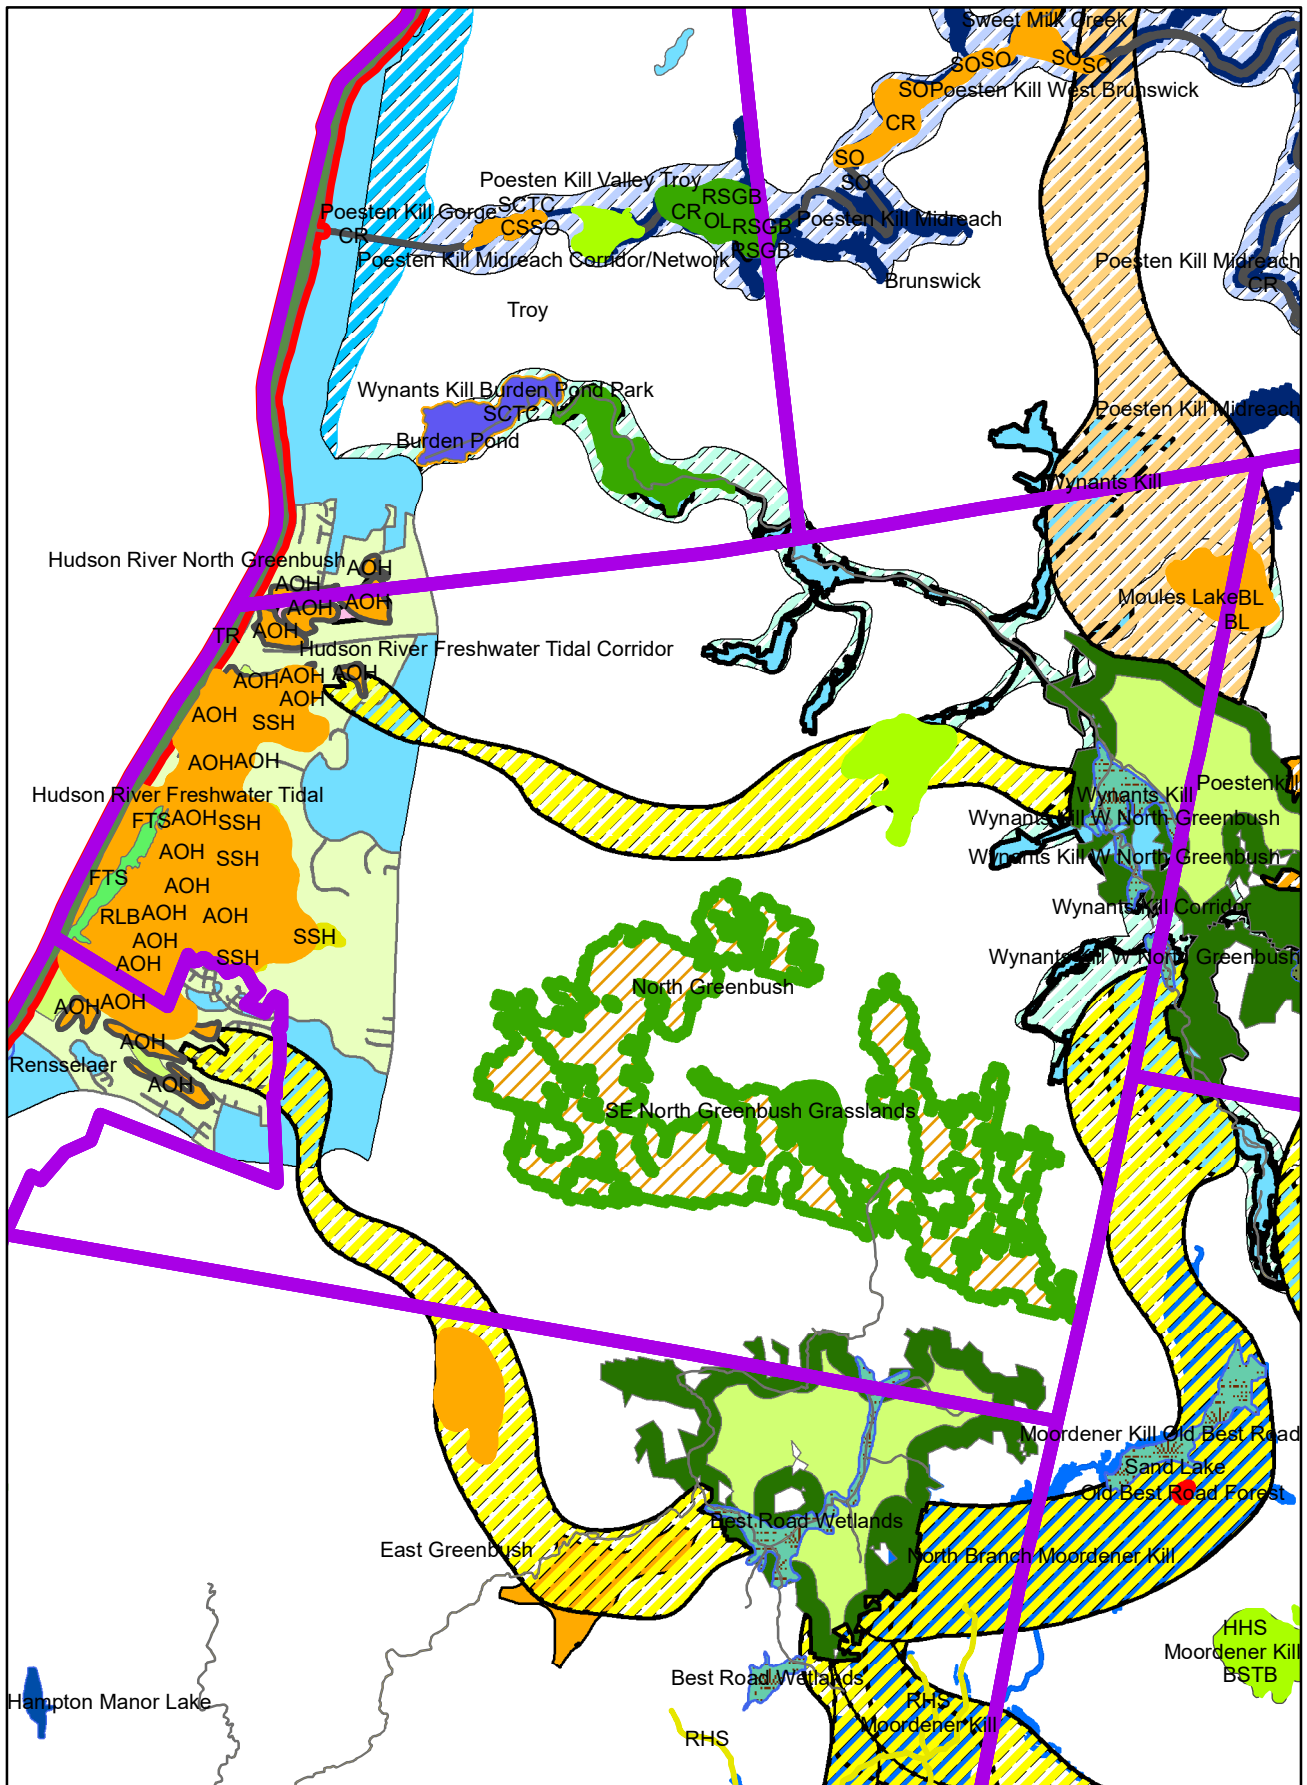 Sweet Milk Creek
SO
SO
SO
SO
SO
Poesten Kill West Brunswick
CR
SO
SO
Poesten Kill Valley Troy
RSGB
SCTC
Poesten Kill Gorge
CR
OL
CSSO
RSGB
Poesten Kill Midreach
CR
RSGB
Poesten Kill Midreach Corridor/Network
Poesten Kill Midreach
CR
Brunswick
Troy
Wynants Kill Burden Pond Park
SCTC
Burden Pond
Poesten Kill Midreach
Wynants Kill
Hudson River North Greenbush
AOH
AOH
AOH
AOH
Moules Lake
BL
BL
TR
AOH
Hudson River Freshwater Tidal Corridor
AOH
AOH
AOH
AOH
AOH
SSH
AOH
AOH
Poestenkill
Hudson River Freshwater Tidal
Wynants Kill
FTS
AOH
SSH
Wynants Kill W North Greenbush
AOH
SSH
Wynants Kill W North Greenbush
FTS
AOH
Wynants Kill Corridor
RLB
AOH
AOH
AOH
SSH
SSH
AOH
Wynants Kill W North Greenbush
North Greenbush
AOH
AOH
AOH
Rensselaer
AOH
SE North Greenbush Grasslands
Moordener Kill Old Best Road
Sand Lake
Old Best Road Forest
Best Road Wetlands
East Greenbush
North Branch Moordener Kill
HHS
Moordener Kill
BSTB
Best Road Wetlands
Hampton Manor Lake
RHS
Moordener Kill
RHS